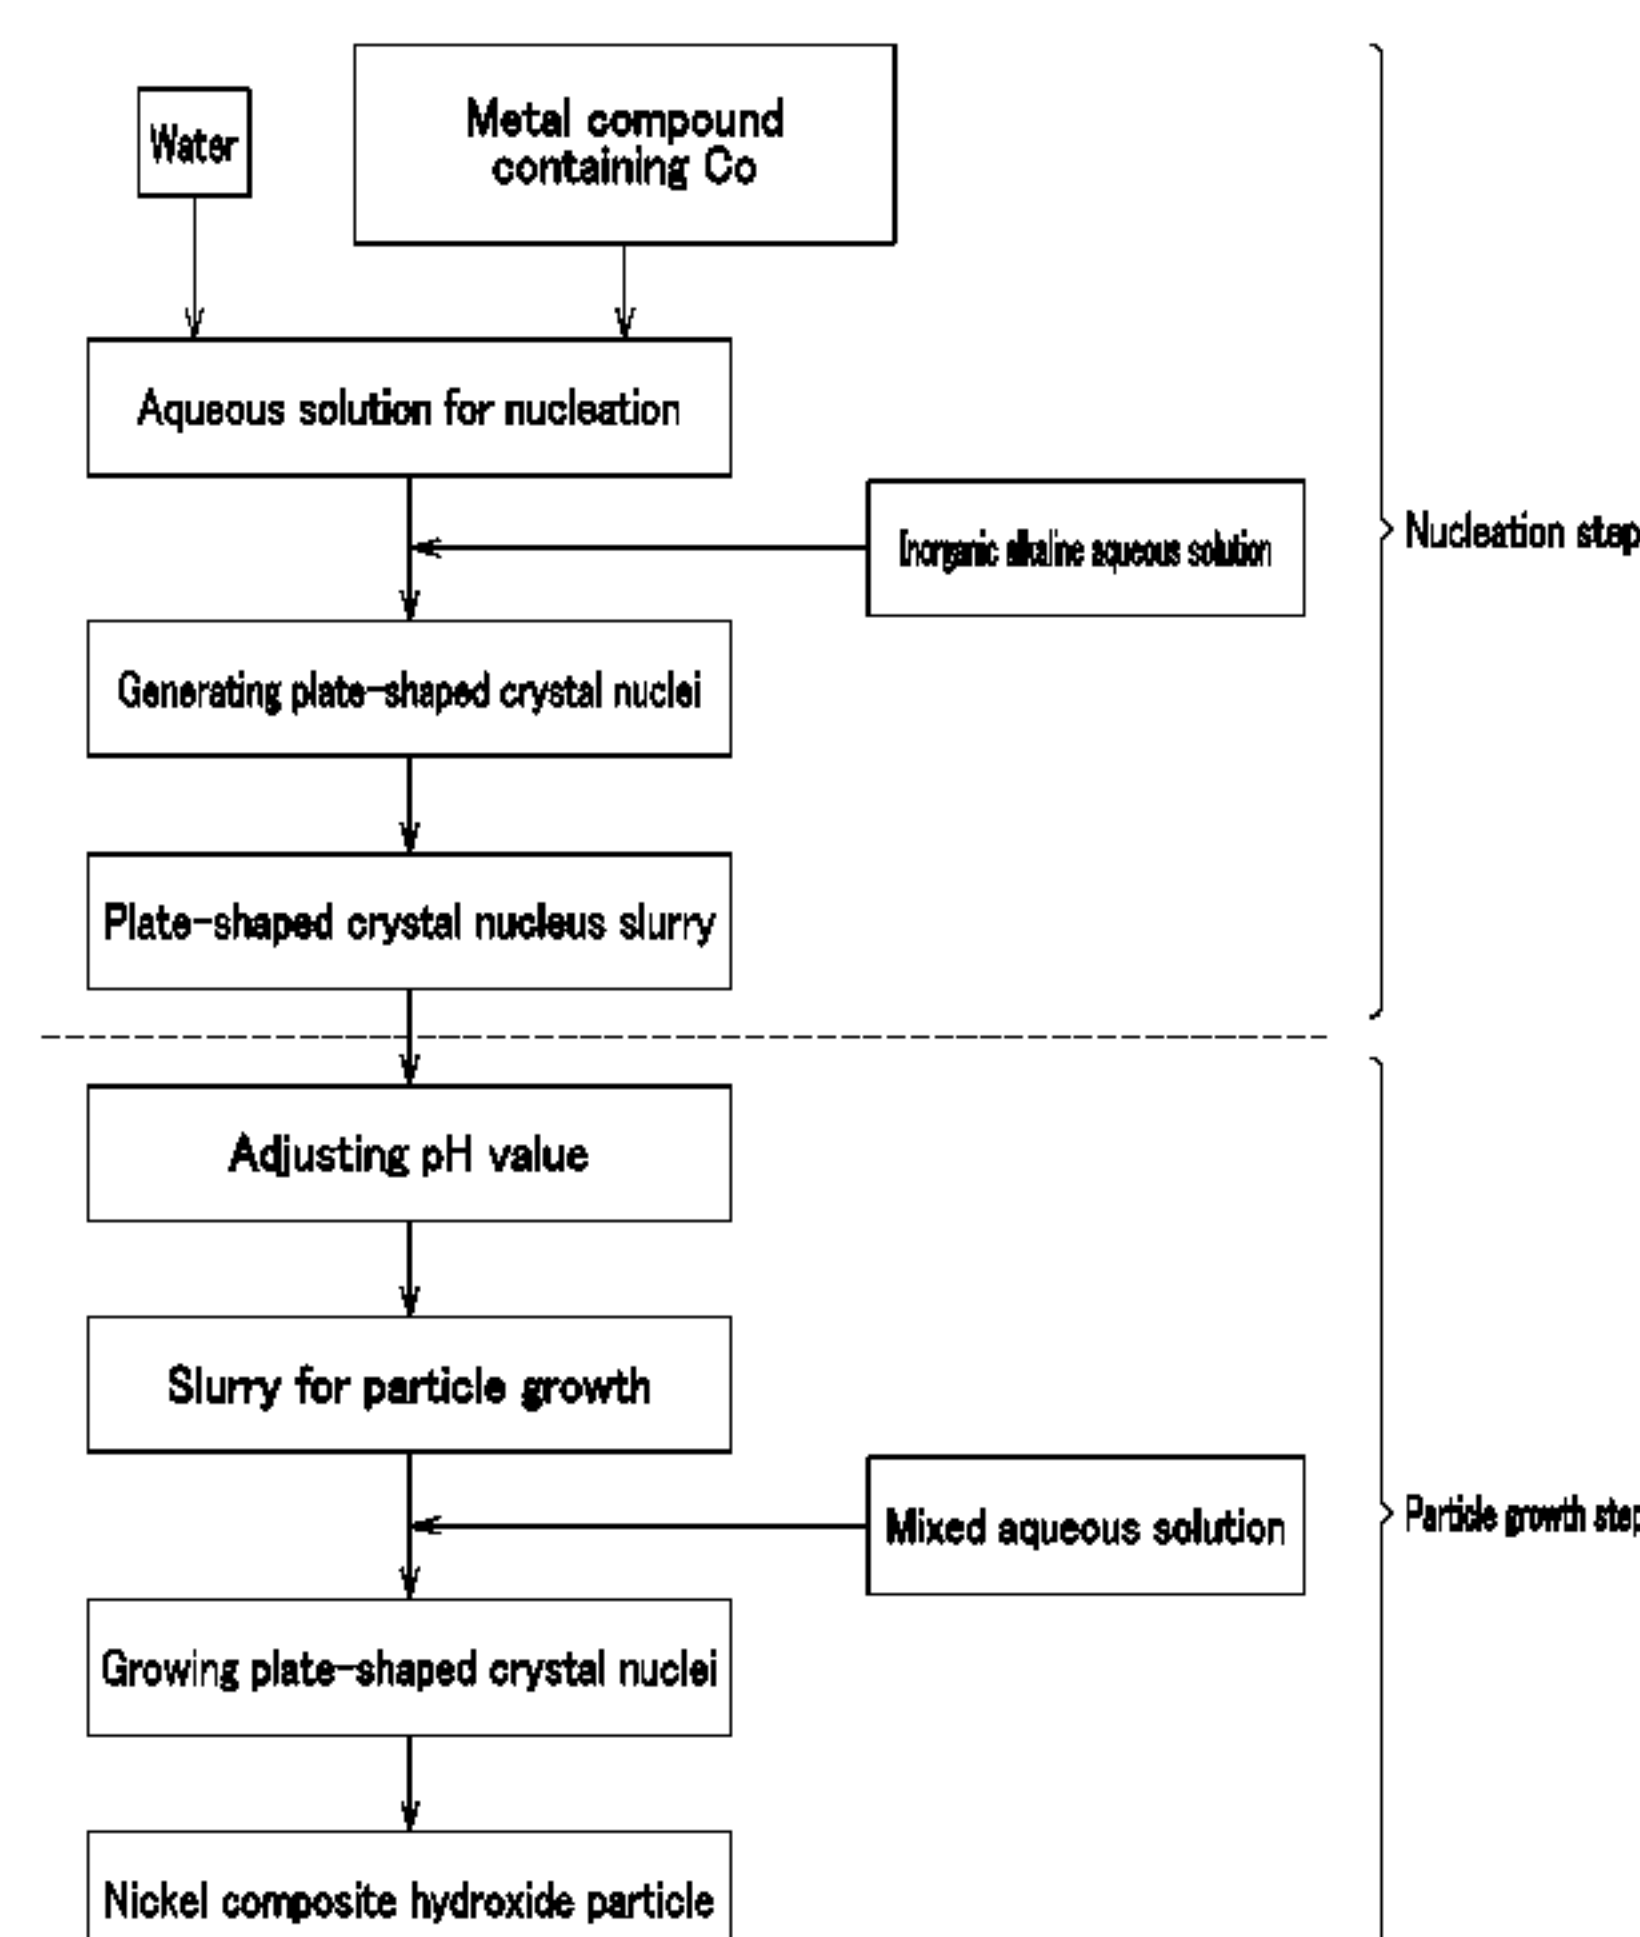 Water
Metal compound
containing Co
Aqueous solution for nucleation
Inorganic alkaline aqueous solution
Nucleation step
Generating plate-shaped crystal nuclei
Plate-shaped crystal nucleus slurry
Adjusting pH value
Slurry for particle growth
Mixed aqueous solution
Particle growth step
Growing plate-shaped crystal nuclei
Nickel composite hydroxide particle